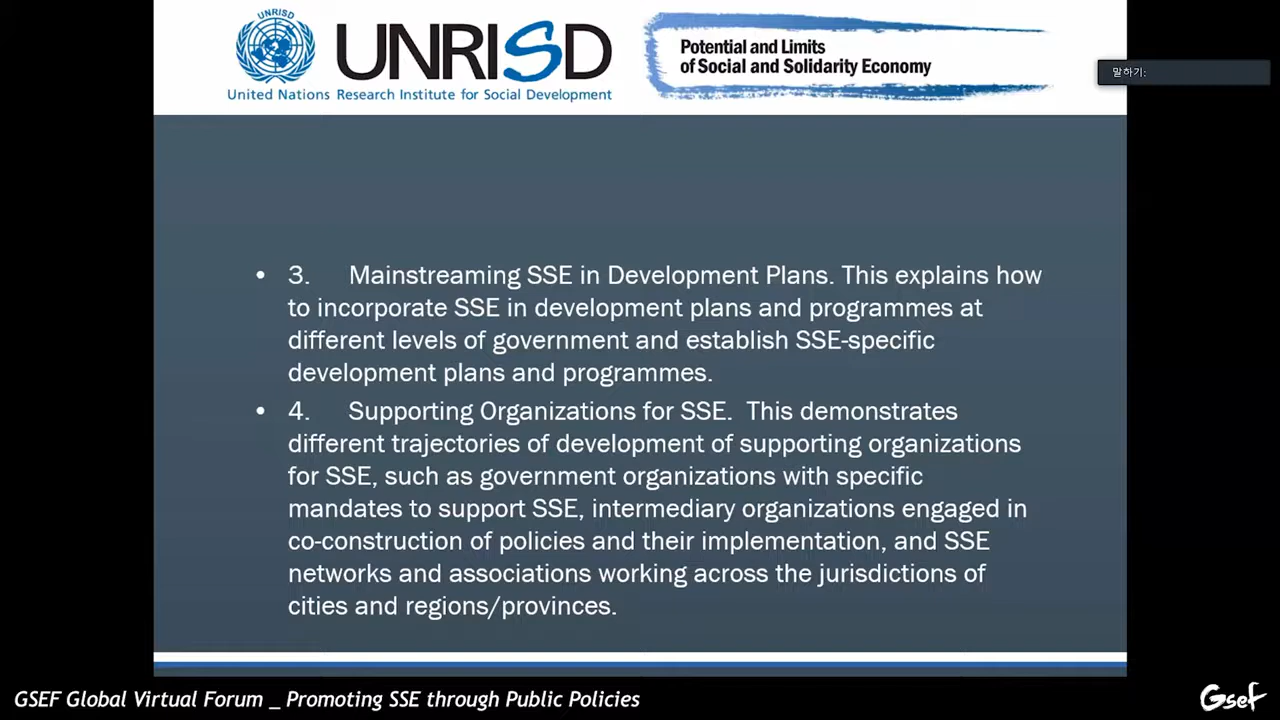 UNRISD
UNRISD
United Nations Research Institute for Social Development
Potential and Limits
of Social and Solidarity Economy
말하기:
• 3. Mainstreaming SSE in Development Plans. This explains how
to incorporate SSE in development plans and programmes at
different levels of government and establish SSE-specific
development plans and programmes.
• 4. Supporting Organizations for SSE. This demonstrates
different trajectories of development of supporting organizations
for SSE, such as government organizations with specific
mandates to support SSE, intermediary organizations engaged in
co-construction of policies and their implementation, and SSE
networks and associations working across the jurisdictions of
cities and regions/provinces.
GSEF Global Virtual Forum _ Promoting SSE through Public Policies
Gsef